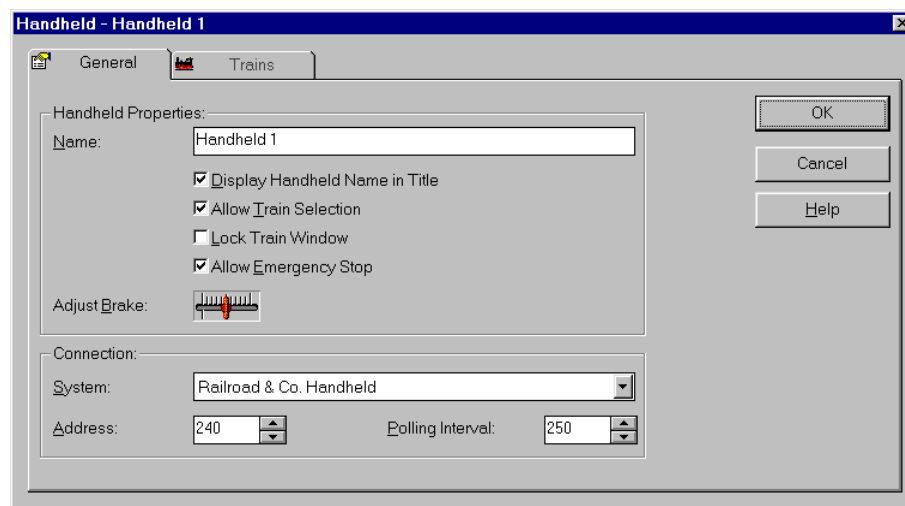 Handheld - Handheld 1
General
Trains
Handheld Properties:
Name:
Handheld 1
Display Handheld Name in Title
Allow Train Selection
Lock Train Window
Allow Emergency Stop
Adjust Brake:
Connection:
System:
Railroad & Co. Handheld
Address:
240
Polling Interval:
250
OK
Cancel
Help